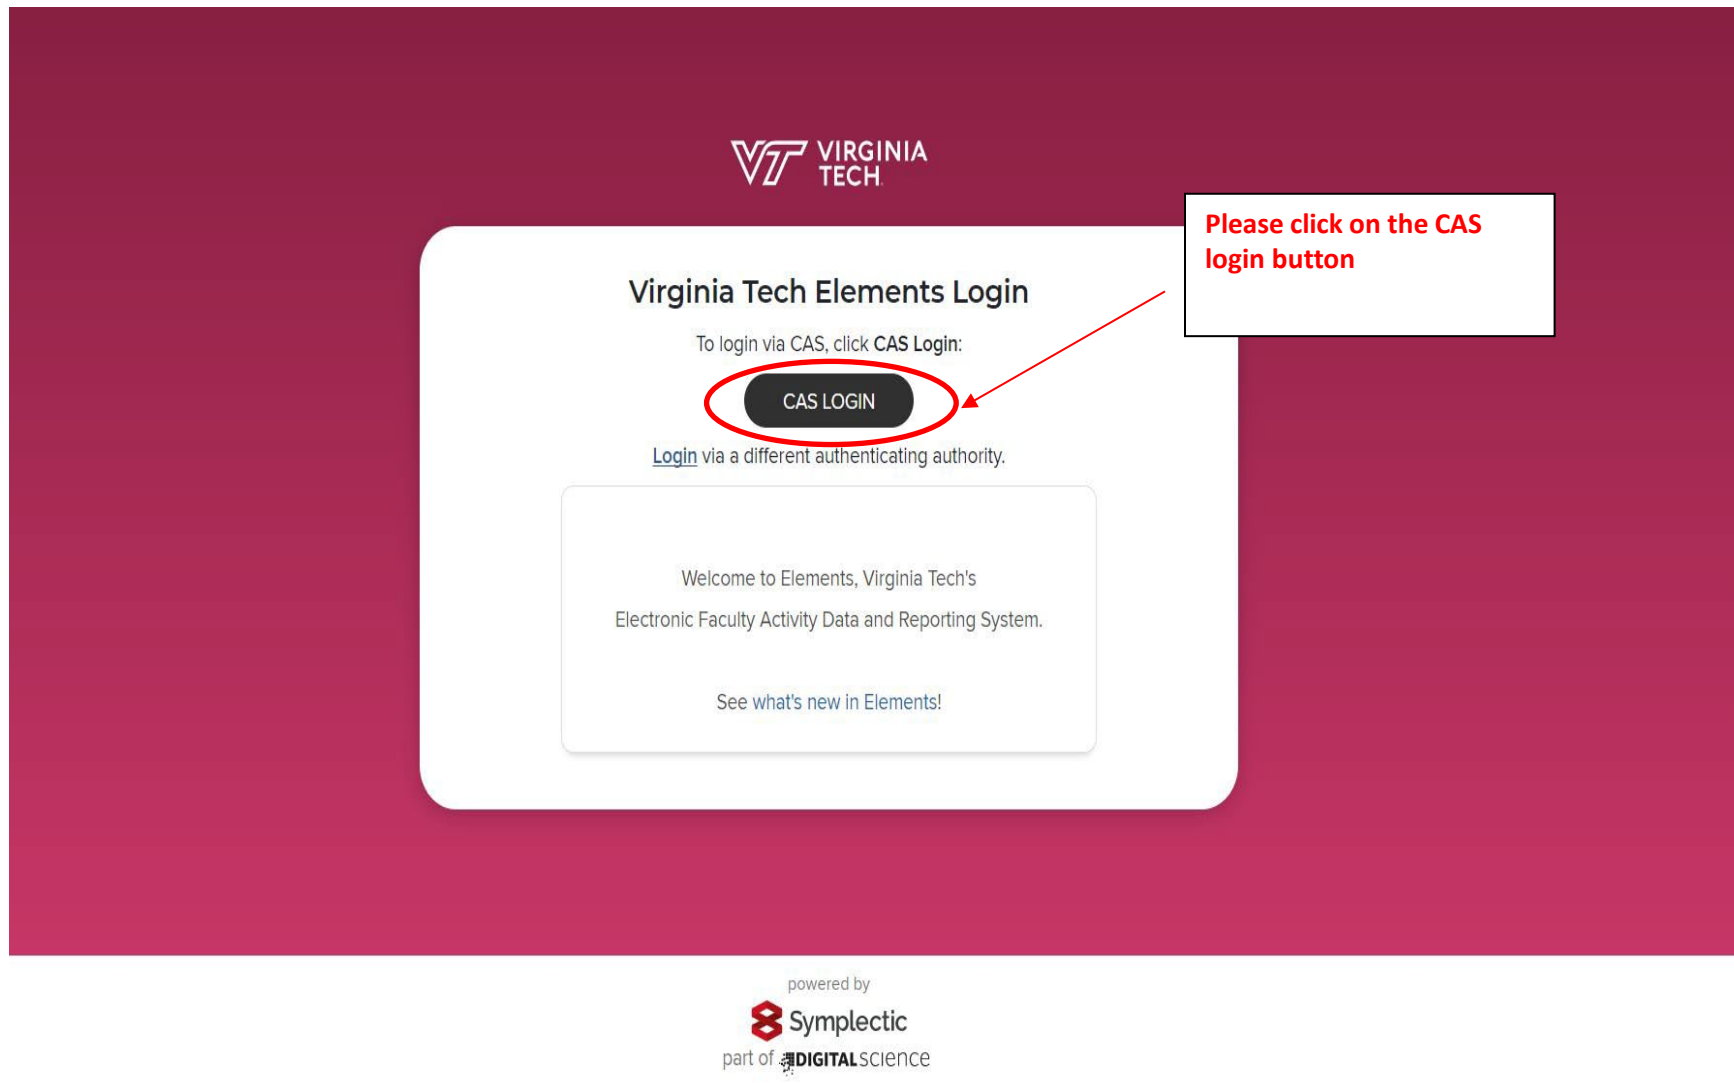 VT VIRGINIA
TECH.
Please click on the CAS
login button
Virginia Tech Elements Login
To login via CAS, click CAS Login:
CAS LOGIN
Login via a different authenticating authority.
Welcome to Elements, Virginia Tech's
Electronic Faculty Activity Data and Reporting System.
See what's new in Elements!
powered by
Symplectic
part of DIGITALscience